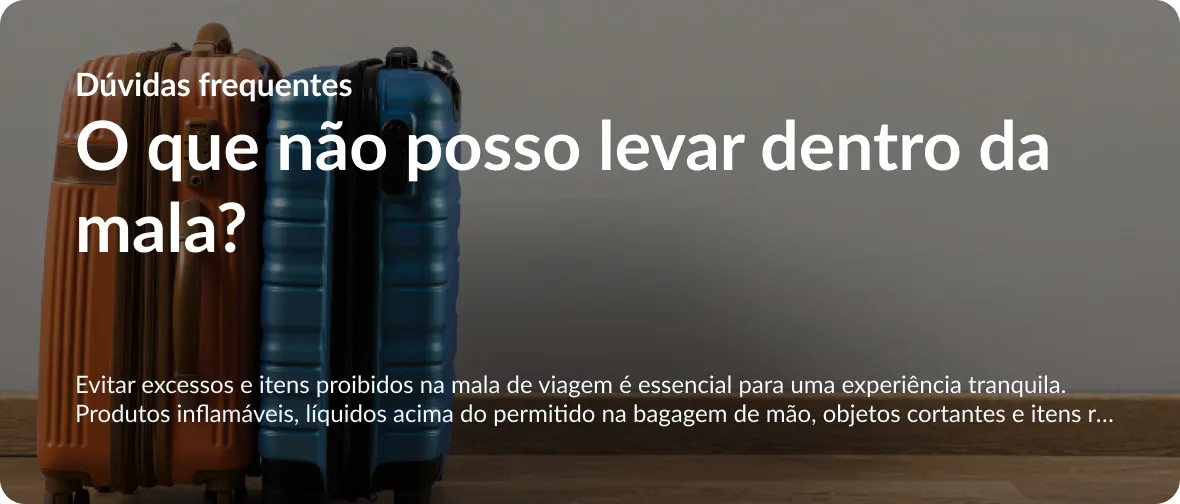 Dúvidas frequentes
O que não posso levar dentro da
mala?
Evitar excessos e itens proibidos na mala de viagem é essencial para uma experiência tranquila.
Produtos inflamáveis, líquidos acima do permitido na bagagem de mão, objetos cortantes e itens r...